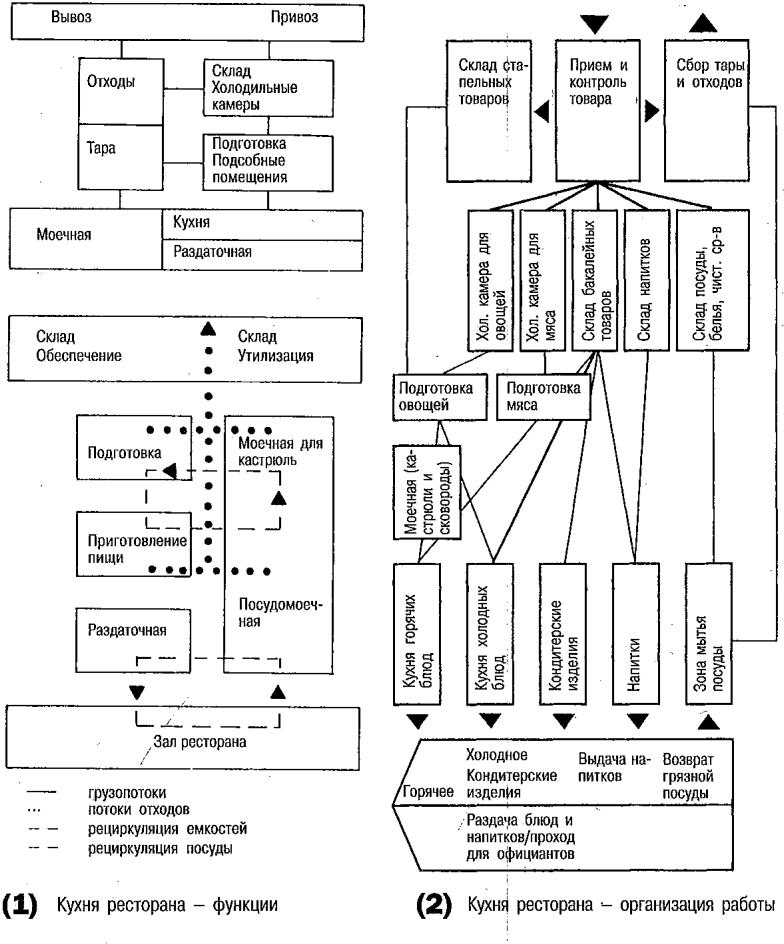 Вывоз Привоз
Отходы
Склад
Холодильные
камеры
Тара
Подготовка
Подсобные
помещения
Моечная
Кухня
Раздаточная
Склад
Обеспечение
Склад
Утилизация
Подготовка
Моечная для
кастрюль
Приготовление
пищи
Посудомоеч-
ная
Раздаточная
Зал ресторана
грузопотоки
потоки отходов
рециркуляция емкостей
рециркуляция посуды
(1) Кухня ресторана – функции
Склад ста-
пельных
товаров
Прием и
контроль
товара
Сбор тары
и отходов
Хол. камера для
овощей
Хол. камера для
мяса
Склад бакалейных
товаров
Склад напитков
Склад посуды,
белья, чист. ср-в
Подготовка
овощей
Подготовка
мяса
Моечная (ка-
стрюли и
сковороды)
Кухня горячих
блюд
Кухня холодных
блюд
Кондитерские
изделия
Напитки
Зона мытья
посуды
Горячее
Холодное
Кондитерские
изделия
Выдача на-
питков
Возврат
грязной
посуды
Раздача блюд и
напитков/проход
для официантов
(2) Кухня ресторана – организация работы